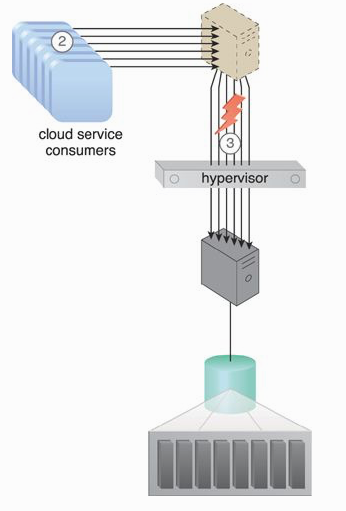 2
cloud service
consumers
3
hypervisor